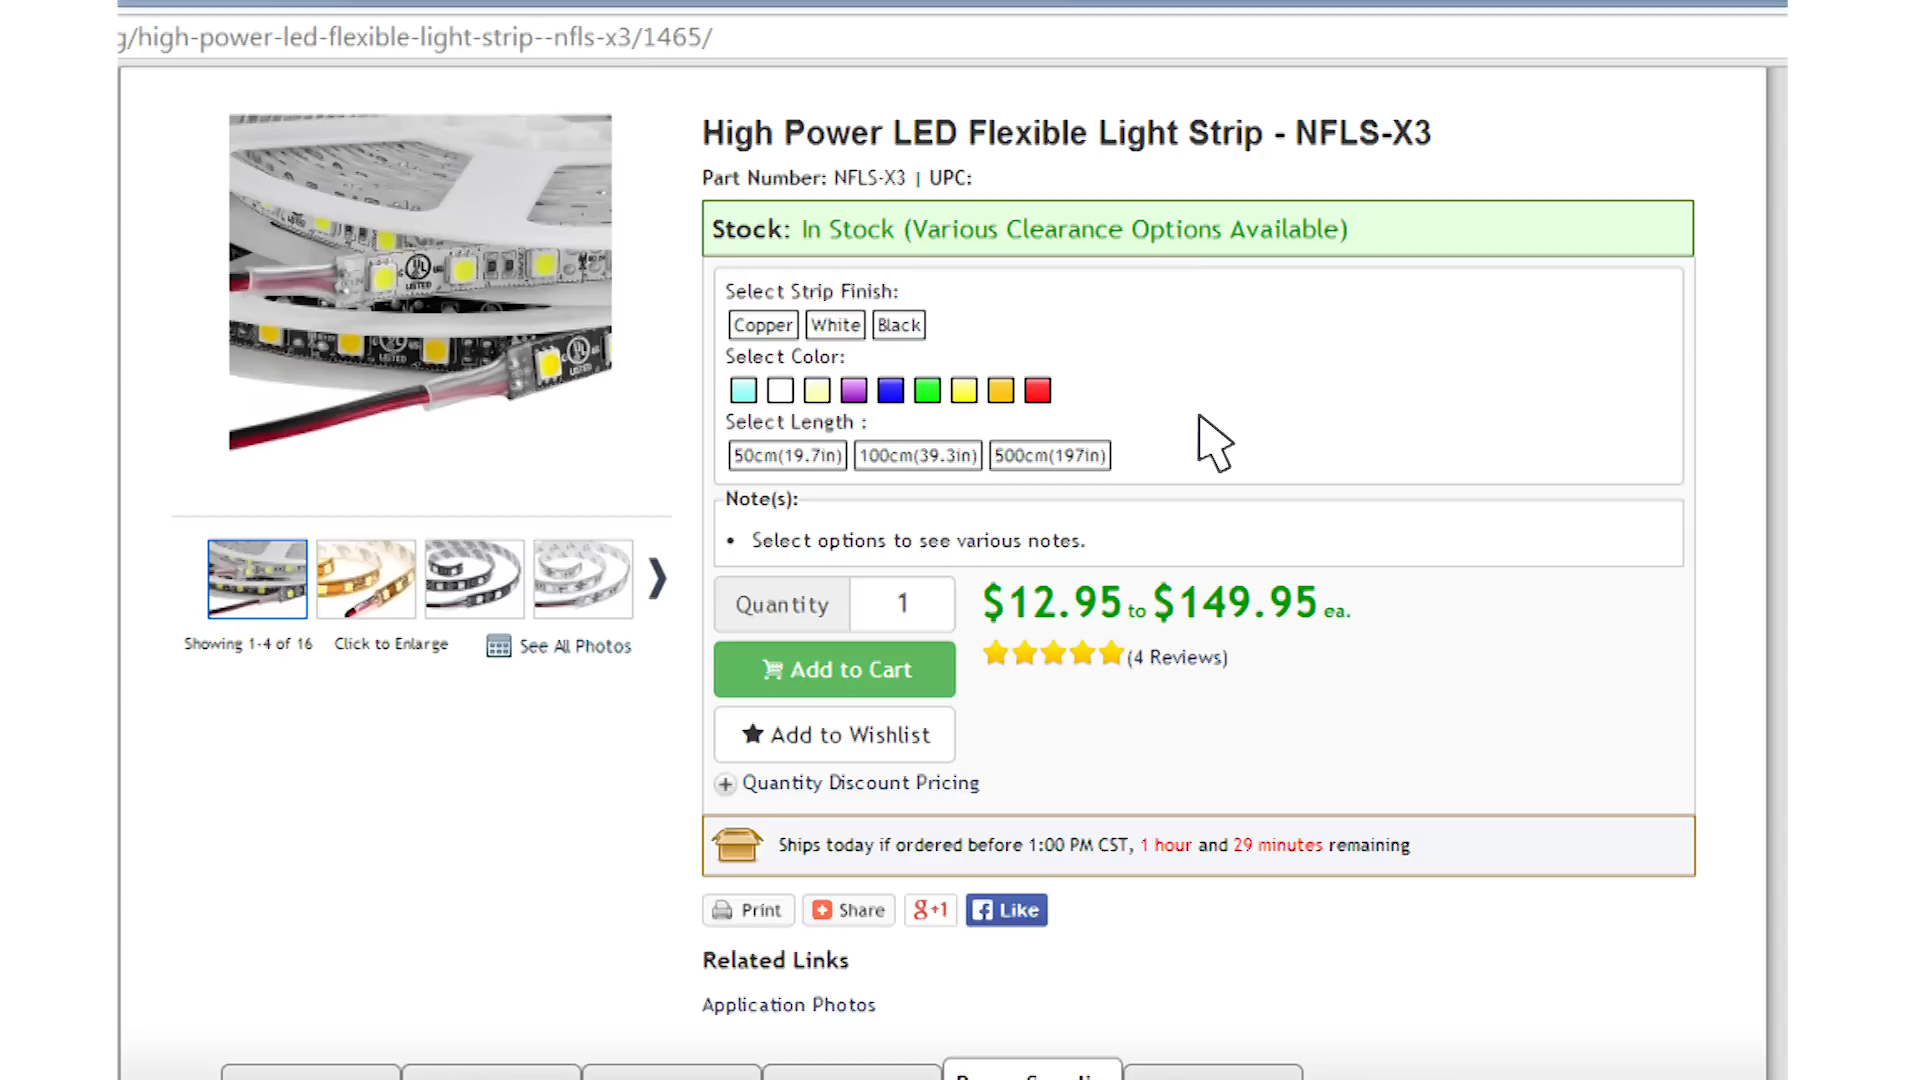 /high-power-led-flexible-light-strip--nfls-x3/1465/
High Power LED Flexible Light Strip - NFLS-X3
Part Number: NFLS-X3 | UPC:
Stock: In Stock (Various Clearance Options Available)
Select Strip Finish:
Copper White Black
Select Color:
Select Length :
50cm(19.7in) 100cm(39.3in) 500cm(197in)
Note(s):
• Select options to see various notes.
Quantity 1 $12.95 to $149.95 ea.
(4 Reviews)
Add to Cart
Add to Wishlist
Quantity Discount Pricing
Ships today if ordered before 1:00 PM CST, 1 hour and 29 minutes remaining
Print Share g+1 Like
Related Links
Application Photos
UL
LISTED
UL
LISTED
Showing 1-4 of 16 Click to Enlarge See All Photos